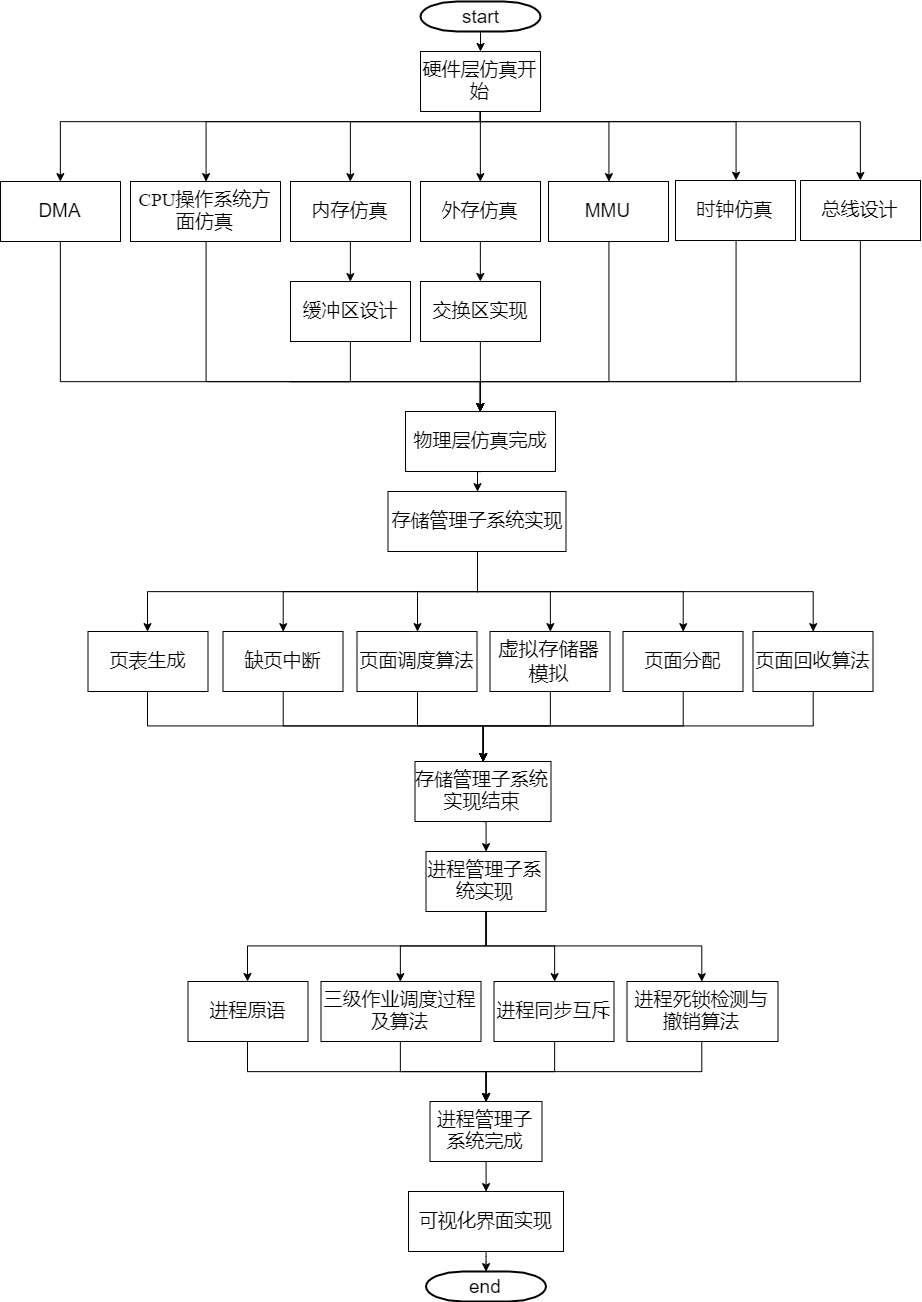 start
硬件层仿真开
始
DMA
CPU操作系统方
面仿真
内存仿真
外存仿真
MMU
时钟仿真
总线设计
缓冲区设计
交换区实现
物理层仿真完成
存储管理子系统实现
页表生成
缺页中断
页面调度算法
虚拟存储器
模拟
页面分配
页面回收算法
存储管理子系统
实现结束
进程管理子系
统实现
进程原语
三级作业调度过程
及算法
进程同步互斥
进程死锁检测与
撤销算法
进程管理子
系统完成
可视化界面实现
end